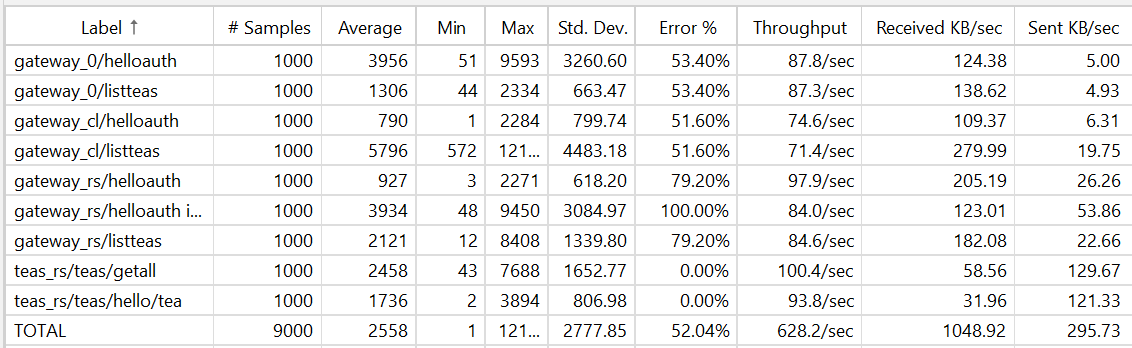 Label ↑ # Samples Average Min Max Std. Dev. Error % Throughput Received KB/sec Sent KB/sec
gateway_0/helloauth 1000 3956 51 9593 3260.60 53.40% 87.8/sec 124.38 5.00
gateway_0/listteas 1000 1306 44 2334 663.47 53.40% 87.3/sec 138.62 4.93
gateway_cl/helloauth 1000 790 1 2284 799.74 51.60% 74.6/sec 109.37 6.31
gateway_cl/listteas 1000 5796 572 121... 4483.18 51.60% 71.4/sec 279.99 19.75
gateway_rs/helloauth 1000 927 3 2271 618.20 79.20% 97.9/sec 205.19 26.26
gateway_rs/helloauth i... 1000 3934 48 9450 3084.97 100.00% 84.0/sec 123.01 53.86
gateway_rs/listteas 1000 2121 12 8408 1339.80 79.20% 84.6/sec 182.08 22.66
teas_rs/teas/getall 1000 2458 43 7688 1652.77 0.00% 100.4/sec 58.56 129.67
teas_rs/teas/hello/tea 1000 1736 2 3894 806.98 0.00% 93.8/sec 31.96 121.33
TOTAL 9000 2558 1 121... 2777.85 52.04% 628.2/sec 1048.92 295.73